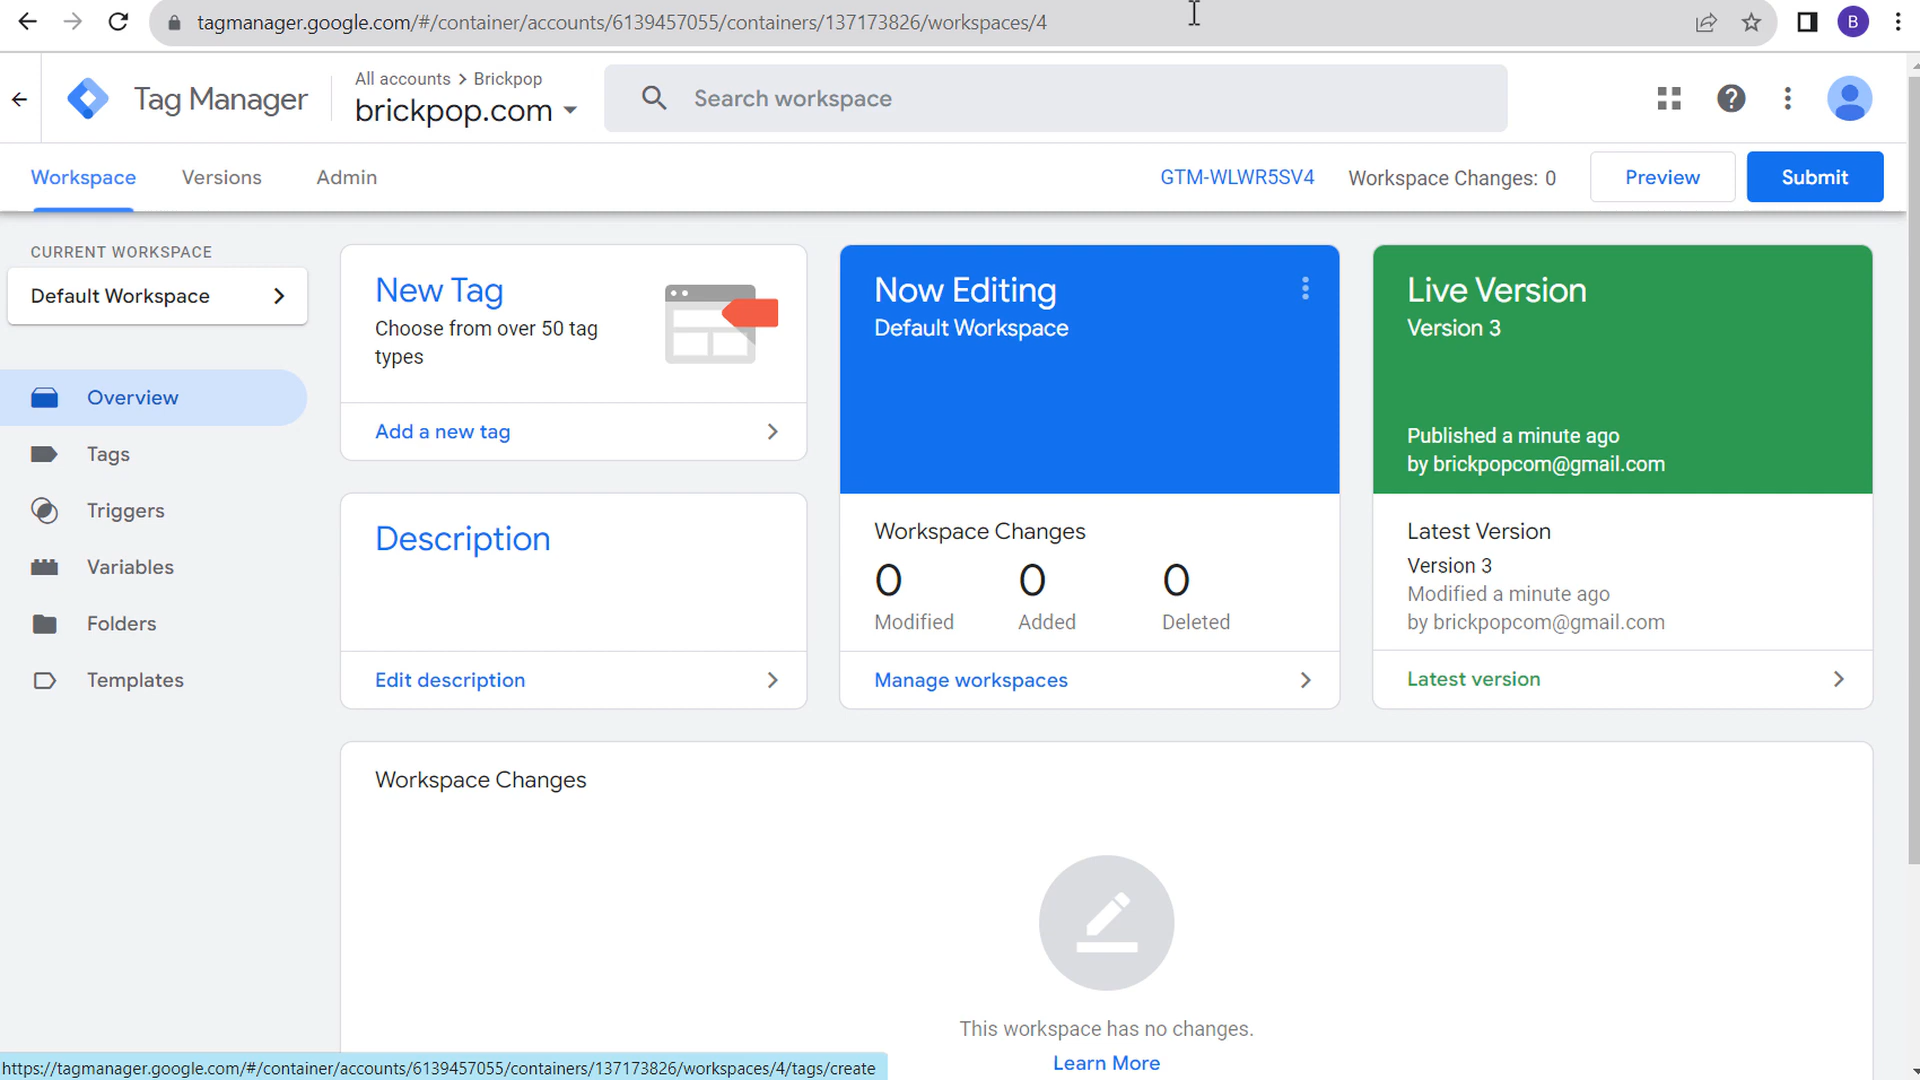 tagmanager.google.com/#/container/accounts/6139457055/containers/137173826/workspaces/4
B
Tag Manager
All accounts > Brickpop
brickpop.com
Search workspace
Workspace
Versions
Admin
GTM-WLWR5SV4
Workspace Changes: 0
Preview
Submit
CURRENT WORKSPACE
Default Workspace
Overview
Tags
Triggers
Variables
Folders
Templates
New Tag
Choose from over 50 tag
types
Add a new tag
Description
Edit description
Now Editing
Default Workspace
Workspace Changes
0 0 0
Modified Added Deleted
Manage workspaces
Live Version
Version 3
Published a minute ago
by brickpopcom@gmail.com
Latest Version
Version 3
Modified a minute ago
by brickpopcom@gmail.com
Latest version
Workspace Changes
This workspace has no changes.
Learn More
https://tagmanager.google.com/#/container/accounts/6139457055/containers/137173826/workspaces/4/tags/create